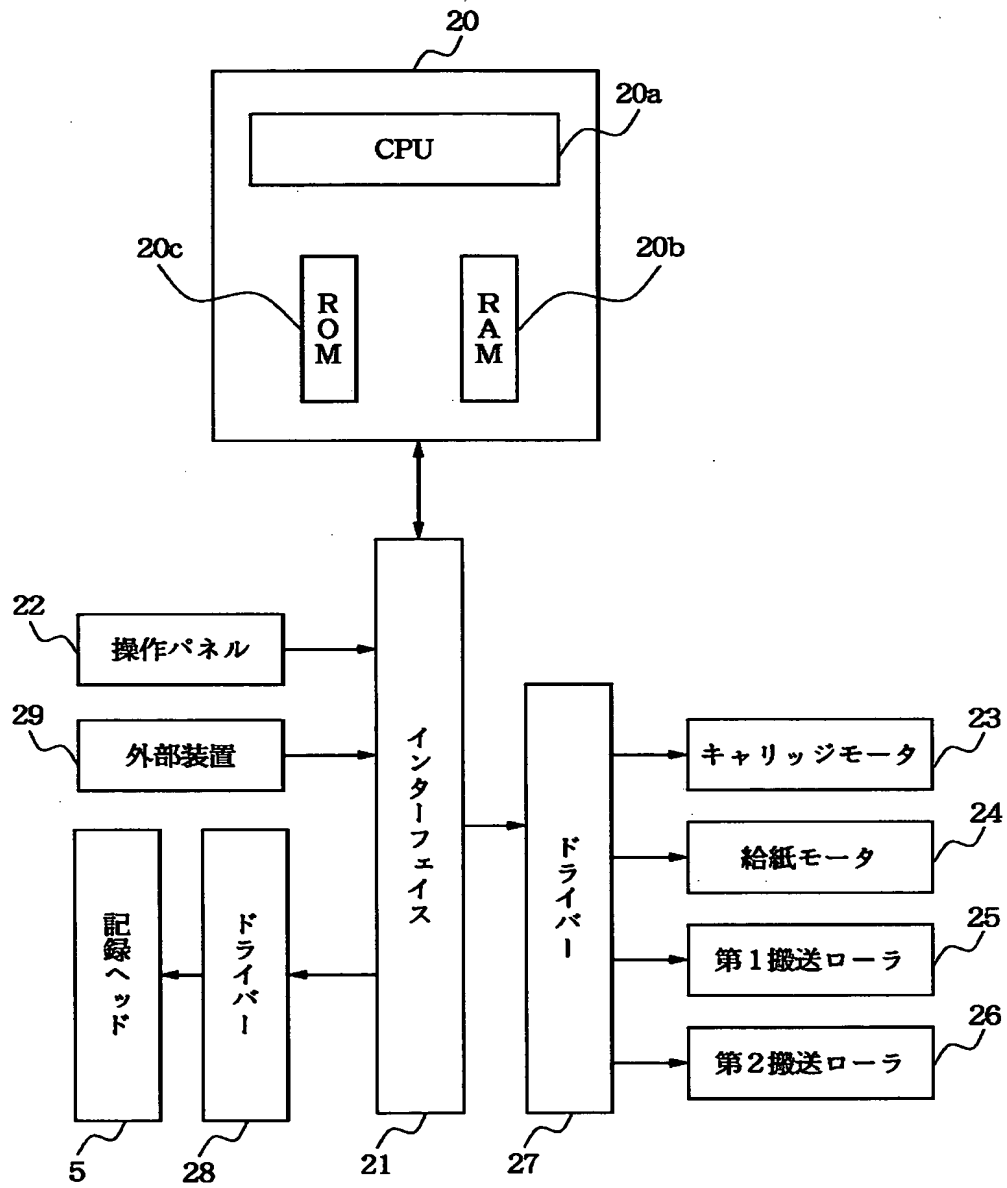 20
20a
CPU
20c
20b
ROM
RAM
22
操作パネル
29
外部装置
インターフェイス
ドライバー
キャリッジモータ
23
給紙モータ
24
第1搬送ローラ
25
第2搬送ローラ
26
記録ヘッド
ドライバー
5
28
21
27